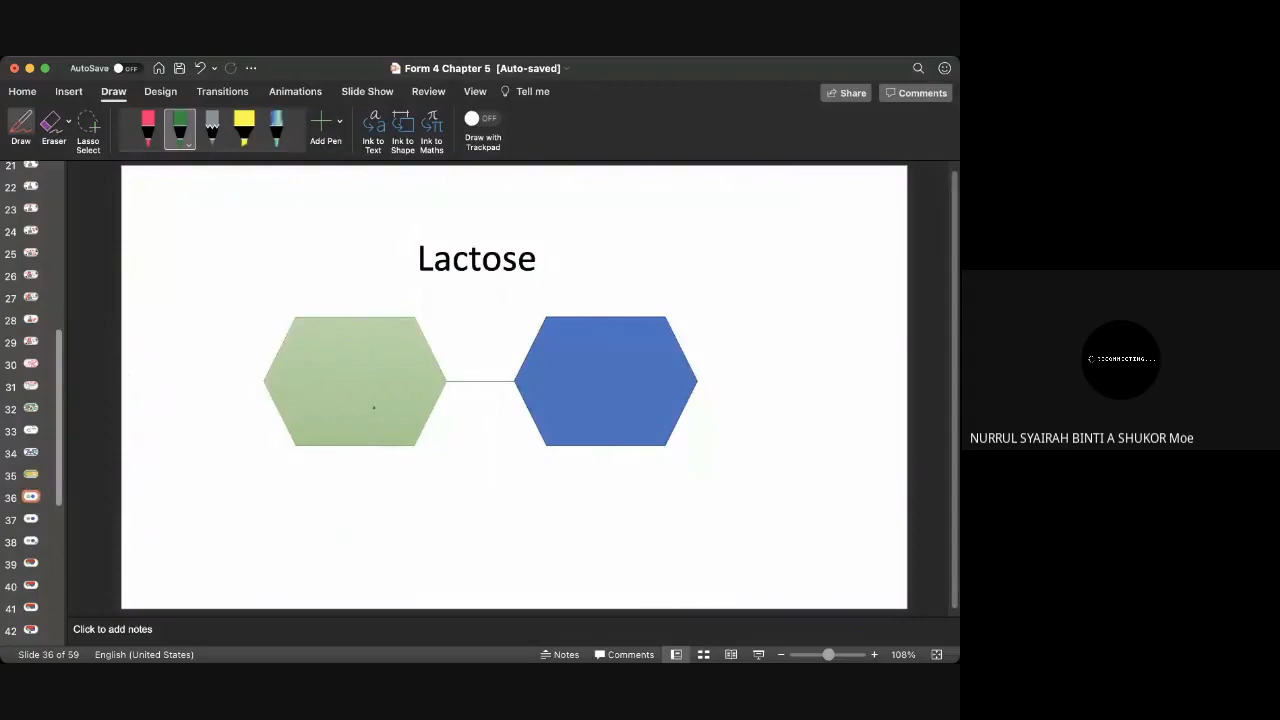 AutoSave OFF
Form 4 Chapter 5 [Auto-saved]
Home Insert Draw Design Transitions Animations Slide Show Review View Tell me
Share Comments
Draw Eraser Lasso Select Add Pen Ink to Text Ink to Shape Ink to Maths OFF Draw with Trackpad
21
22
23
24
25
26
27
28
29
30
31
32
33
34
35
36
37
38
39
40
41
42
Lactose
Click to add notes
Slide 36 of 59 English (United States) Notes Comments 108%
RECONNECTING...
NURRUL SYAIRAH BINTI A SHUKOR Moe